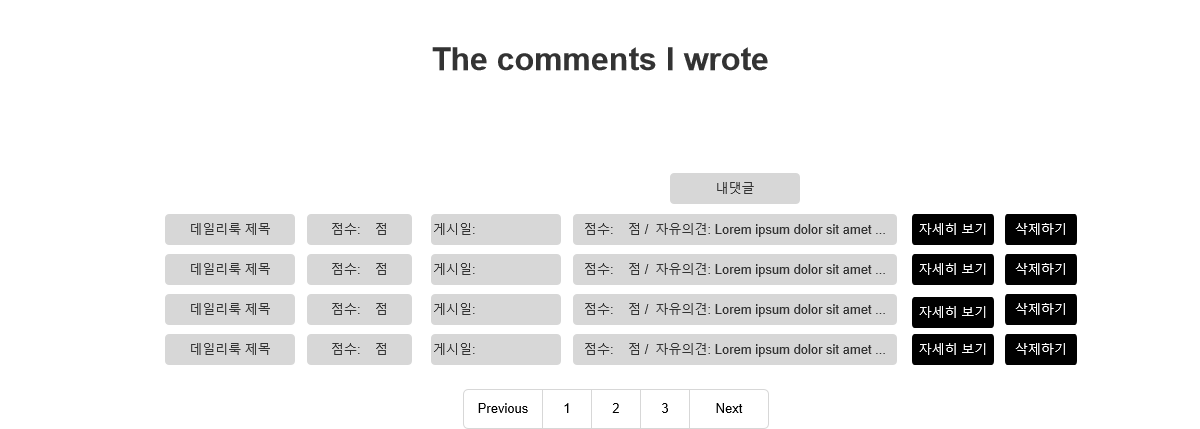 The comments I wrote
내댓글
데일리룩 제목 점수: 점 게시일: 점수: 점 / 자유의견: Lorem ipsum dolor sit amet ... 자세히 보기 삭제하기
데일리룩 제목 점수: 점 게시일: 점수: 점 / 자유의견: Lorem ipsum dolor sit amet ... 자세히 보기 삭제하기
데일리룩 제목 점수: 점 게시일: 점수: 점 / 자유의견: Lorem ipsum dolor sit amet ... 자세히 보기 삭제하기
데일리룩 제목 점수: 점 게시일: 점수: 점 / 자유의견: Lorem ipsum dolor sit amet ... 자세히 보기 삭제하기
Previous 1 2 3 Next